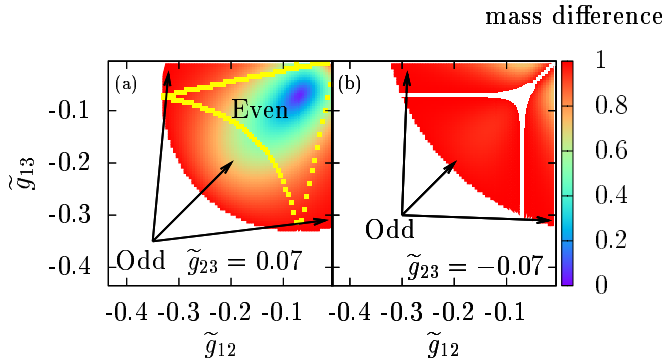 mass difference
(a)
(b)
1
0.8
0.6
0.4
0.2
0
-0.1
-0.2
-0.3
-0.4
g̃13
Even
Odd
g̃23 = 0.07
Odd
g̃23 = −0.07
-0.4 -0.3 -0.2 -0.1
-0.4 -0.3 -0.2 -0.1
g̃12
g̃12